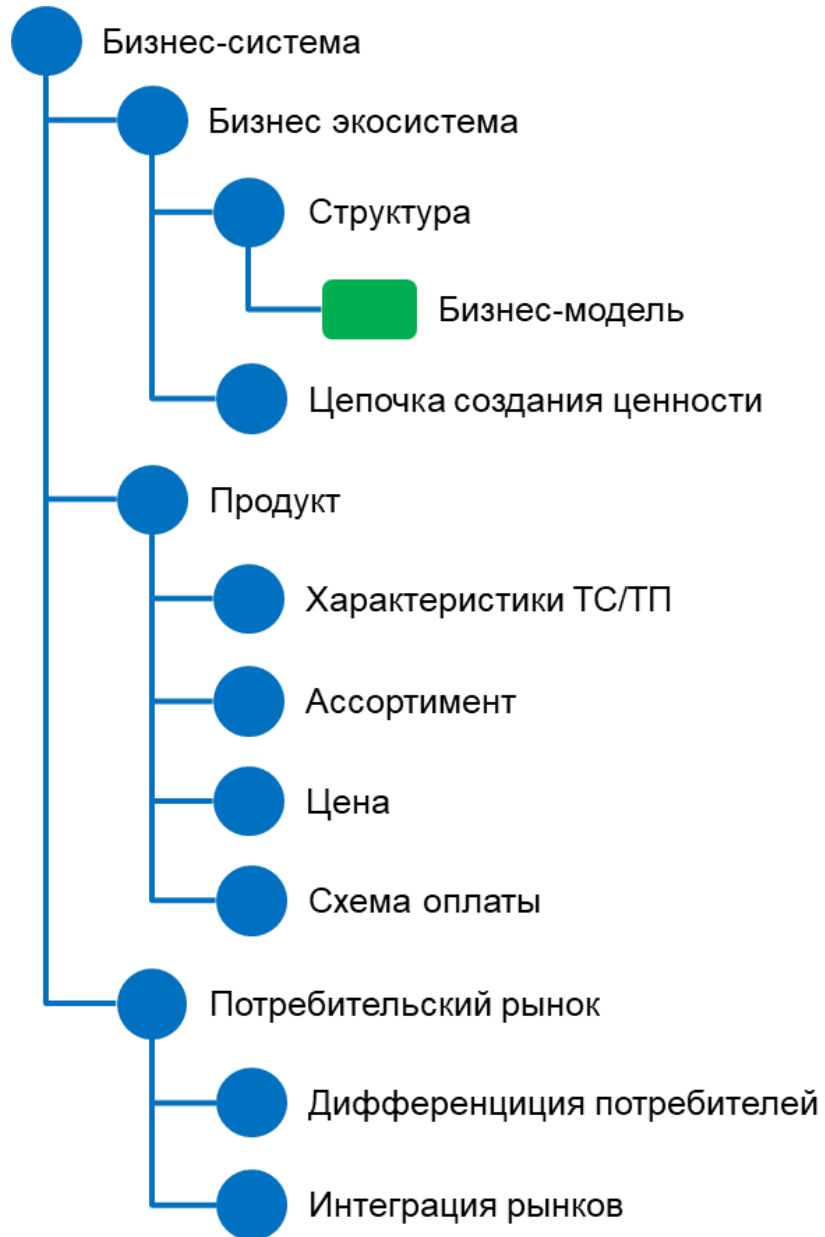 Бизнес-система
Бизнес экосистема
Структура
Бизнес-модель
Цепочка создания ценности
Продукт
Характеристики ТС/ТП
Ассортимент
Цена
Схема оплаты
Потребительский рынок
Дифференциция потребителей
Интеграция рынков